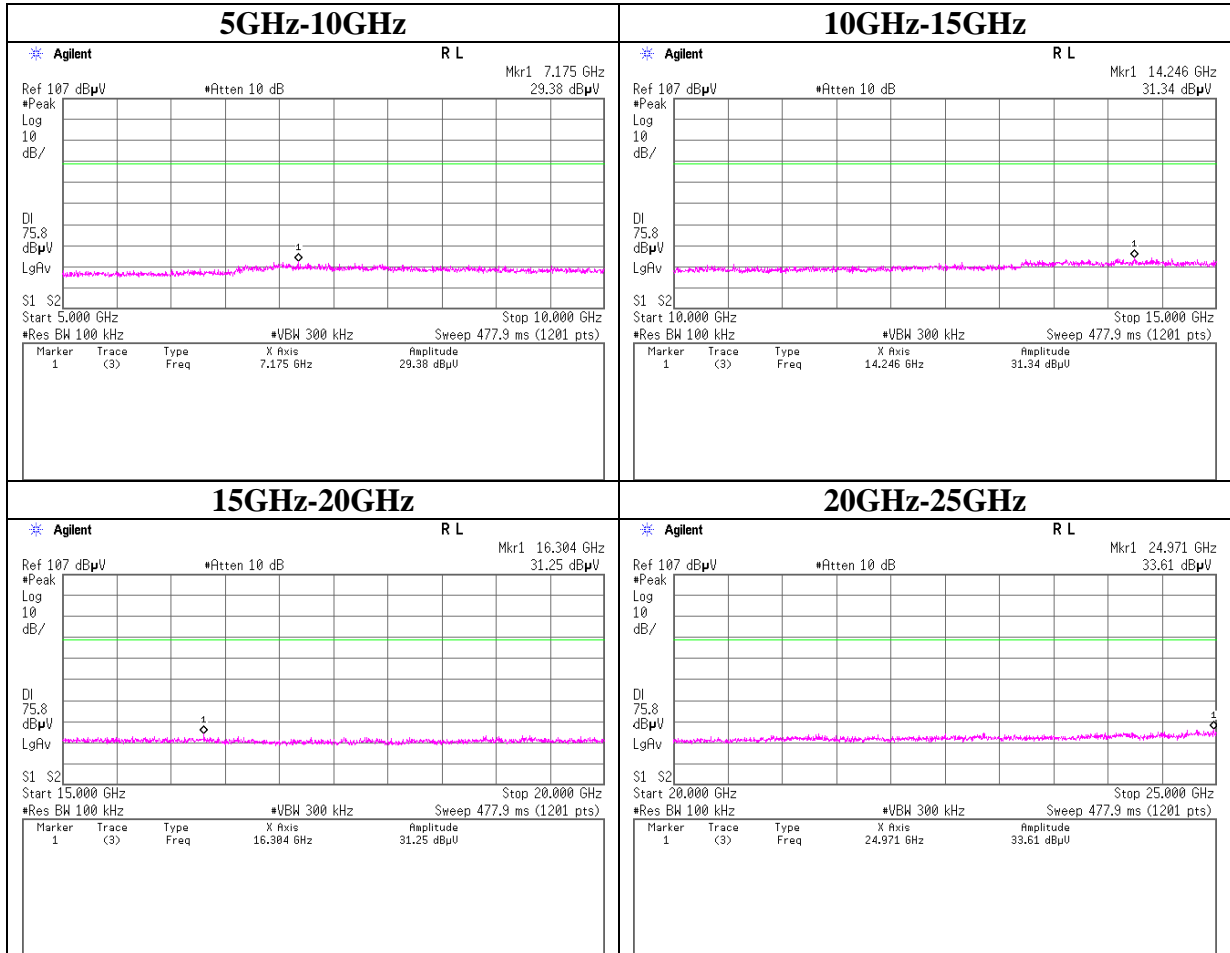 5GHz-10GHz
Agilent R L
Mkr1 7.175 GHz
Ref 107 dBµV #Atten 10 dB 29.38 dBµV
#Peak
Log
10
dB/
DI
75.8
dBµV
LgAv
1
S1 S2
Start 5.000 GHz Stop 10.000 GHz
#Res BW 100 kHz #VBW 300 kHz Sweep 477.9 ms (1201 pts)
Marker Trace Type X Axis Amplitude
1 (3) Freq 7.175 GHz 29.38 dBµV
10GHz-15GHz
Agilent R L
Mkr1 14.246 GHz
Ref 107 dBµV #Atten 10 dB 31.34 dBµV
#Peak
Log
10
dB/
DI
75.8
dBµV
LgAv
1
S1 S2
Start 10.000 GHz Stop 15.000 GHz
#Res BW 100 kHz #VBW 300 kHz Sweep 477.9 ms (1201 pts)
Marker Trace Type X Axis Amplitude
1 (3) Freq 14.246 GHz 31.34 dBµV
15GHz-20GHz
Agilent R L
Mkr1 16.304 GHz
Ref 107 dBµV #Atten 10 dB 31.25 dBµV
#Peak
Log
10
dB/
DI
75.8
dBµV
LgAv
1
S1 S2
Start 15.000 GHz Stop 20.000 GHz
#Res BW 100 kHz #VBW 300 kHz Sweep 477.9 ms (1201 pts)
Marker Trace Type X Axis Amplitude
1 (3) Freq 16.304 GHz 31.25 dBµV
20GHz-25GHz
Agilent R L
Mkr1 24.971 GHz
Ref 107 dBµV #Atten 10 dB 33.61 dBµV
#Peak
Log
10
dB/
DI
75.8
dBµV
LgAv
1
S1 S2
Start 20.000 GHz Stop 25.000 GHz
#Res BW 100 kHz #VBW 300 kHz Sweep 477.9 ms (1201 pts)
Marker Trace Type X Axis Amplitude
1 (3) Freq 24.971 GHz 33.61 dBµV